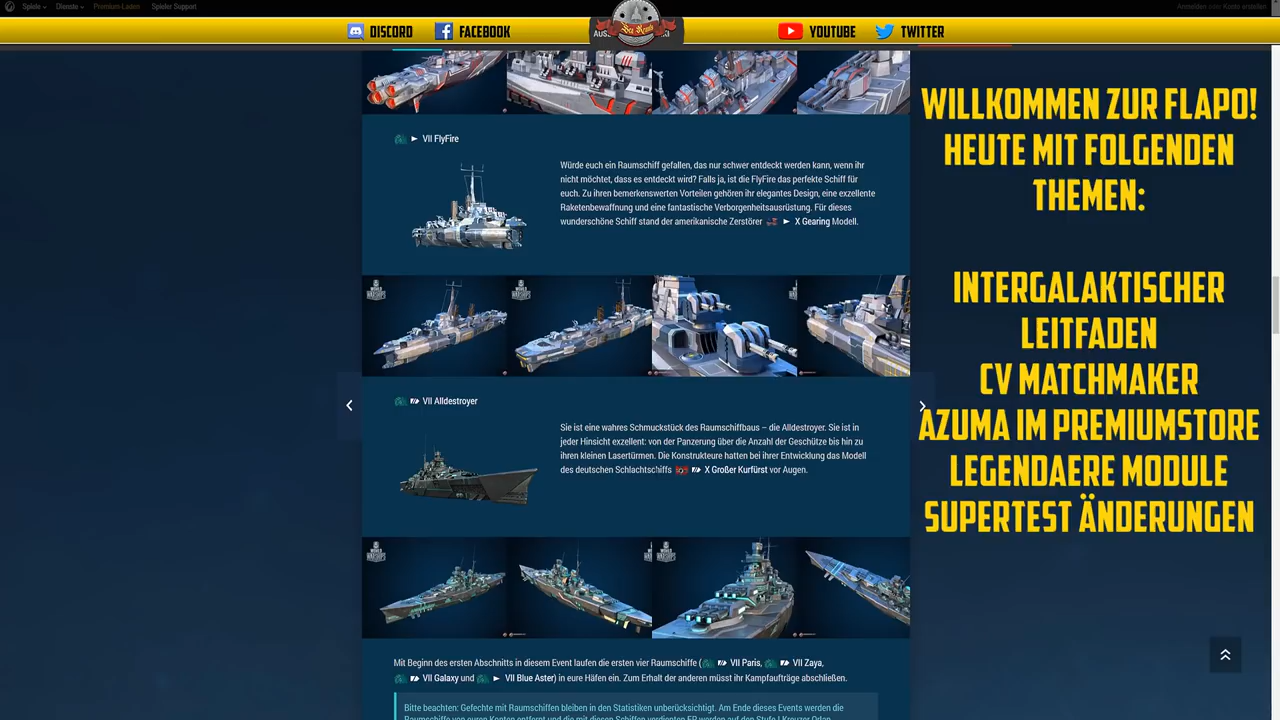 Spiele
Dienste
Premium-Laden
Spieler Support
Anmelden oder Konto erstellen
DISCORD
FACEBOOK
YOUTUBE
TWITTER
VII FlyFire
Würde euch ein Raumschiff gefallen, das nur schwer entdeckt werden kann, wenn ihr
nicht möchtet, dass es entdeckt wird? Falls ja, ist die FlyFire das perfekte Schiff für
euch. Zu ihren bemerkenswerten Vorteilen gehören ihr elegantes Design, eine exzellente
Raketenbewaffnung und eine fantastische Verborgenheitsausrüstung. Für dieses
wunderschöne Schiff stand der amerikanische Zerstörer X Gearing Modell.
WORLD WARSHIPS
WORLD WARSHIPS
VII Alldestroyer
Sie ist eine wahres Schmuckstück des Raumschiffbaus – die Alldestroyer. Sie ist in
jeder Hinsicht exzellent: von der Panzerung über die Anzahl der Geschütze bis hin zu
ihren kleinen Lasertürmen. Die Konstrukteure hatten bei ihrer Entwicklung das Modell
des deutschen Schlachtschiffs X Großer Kurfürst vor Augen.
WORLD WARSHIPS
WORLD WARSHIPS
Mit Beginn des ersten Abschnitts in diesem Event laufen die ersten vier Raumschiffe ( VII Paris, VII Zaya,
VII Galaxy und VII Blue Aster) in eure Häfen ein. Zum Erhalt der anderen müsst ihr Kampfaufträge abschließen.
Bitte beachten: Gefechte mit Raumschiffen bleiben in den Statistiken unberücksichtigt. Am Ende dieses Events werden die
Raumschiffe von euren Konten entfernt und die mit diesen Schiffen verdienten EP werden auf den Stufe I Kreuzer Orlan
WILLKOMMEN ZUR FLAPO!
HEUTE MIT FOLGENDEN
THEMEN:
INTERGALAKTISCHER
LEITFADEN
CV MATCHMAKER
AZUMA IM PREMIUMSTORE
LEGENDAERE MODULE
SUPERTEST ÄNDERUNGEN